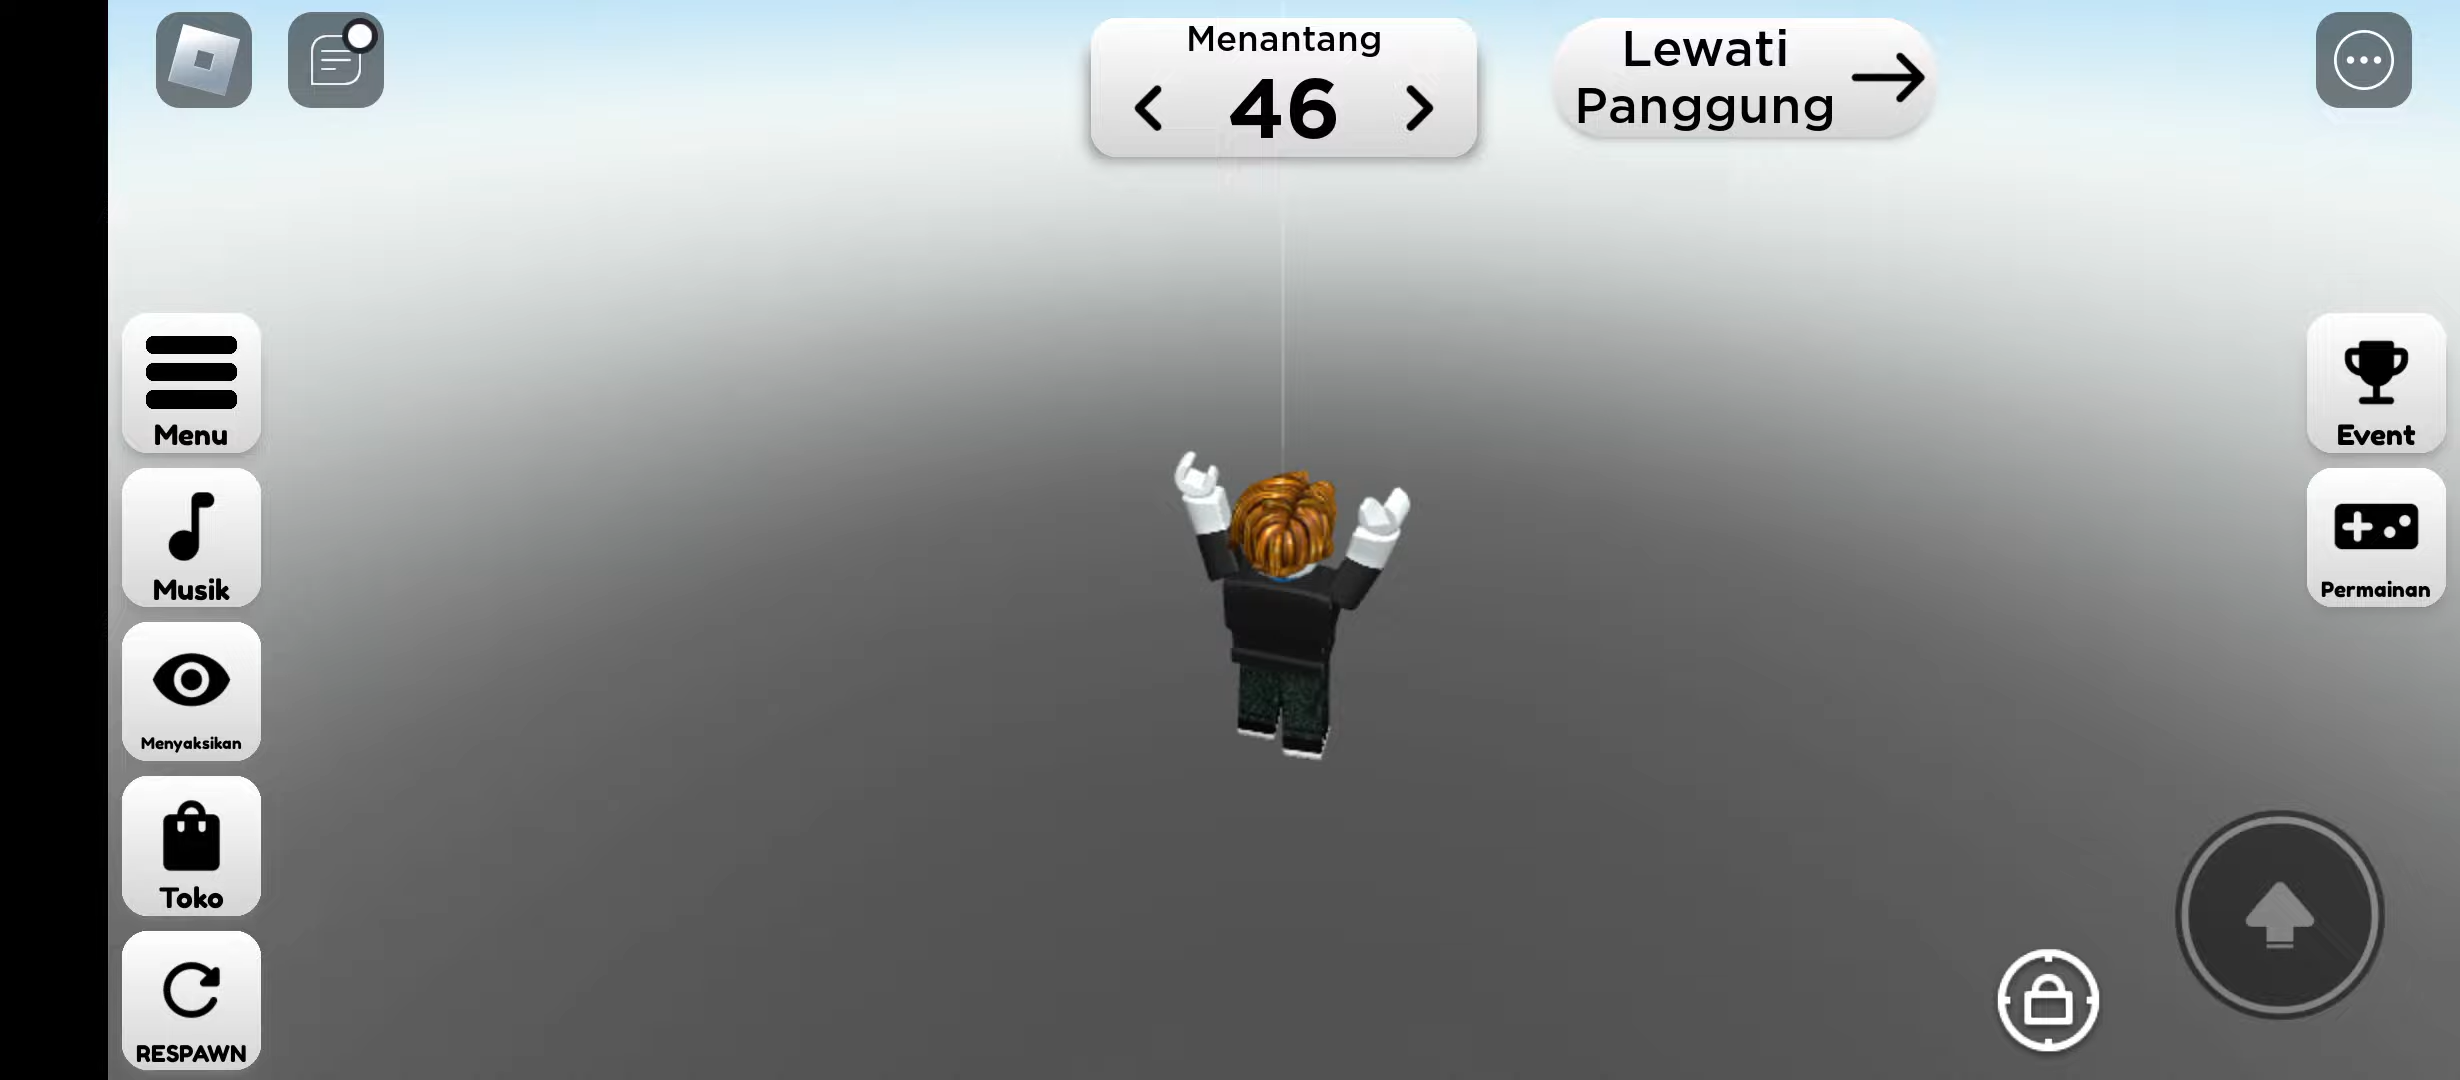 Menantang
46
Lewati
Panggung
Menu
Musik
Menyaksikan
Toko
RESPAWN
Event
Permainan